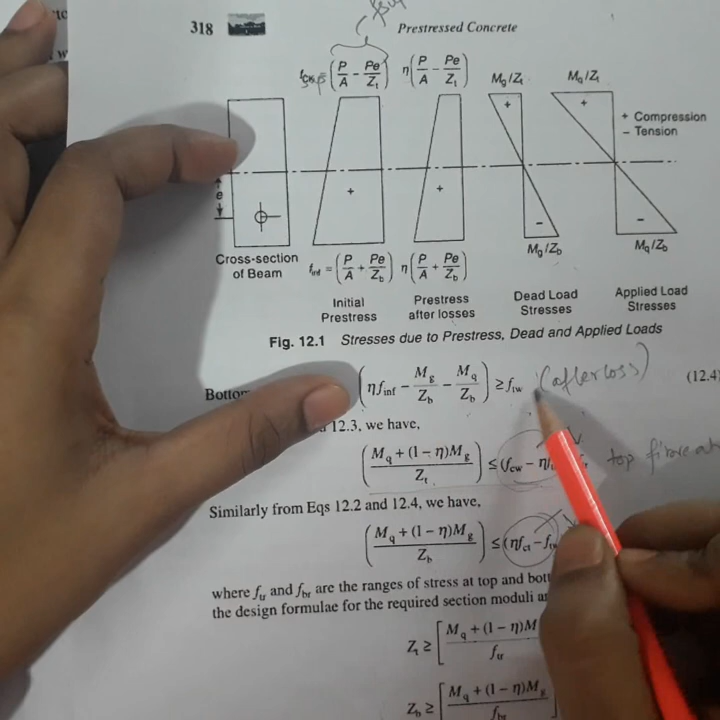 318 Prestressed Concrete
(P/A − Pe/Z_t) η(P/A − Pe/Z_t) M_g/Z_t M_q/Z_t
+ Compression
− Tension
+ + + +
e
− −
M_g/Z_b M_q/Z_b
Cross-section
of Beam
f_inf = (P/A + Pe/Z_b) η(P/A + Pe/Z_b)
Initial
Prestress
Prestress
after losses
Dead Load
Stresses
Applied Load
Stresses
Fig. 12.1 Stresses due to Prestress, Dead and Applied Loads
(ηf_inf − M_g/Z_b − M_q/Z_b) ≥ f_tw (after loss) (12.4)
12.3, we have,
((M_q + (1 − η)M_g)/Z_t) ≤ (f_cw − η top fibre
Similarly from Eqs 12.2 and 12.4, we have,
((M_q + (1 − η)M_g)/Z_b) ≤ (ηf_ct −
where f_tr and f_br are the ranges of stress at top and
the design formulae for the required section moduli
Z_t ≥ [(M_q + (1 − η)M)/f_tr
Z_b ≥ [(M_q + (1 − η)M_g)/f_br]